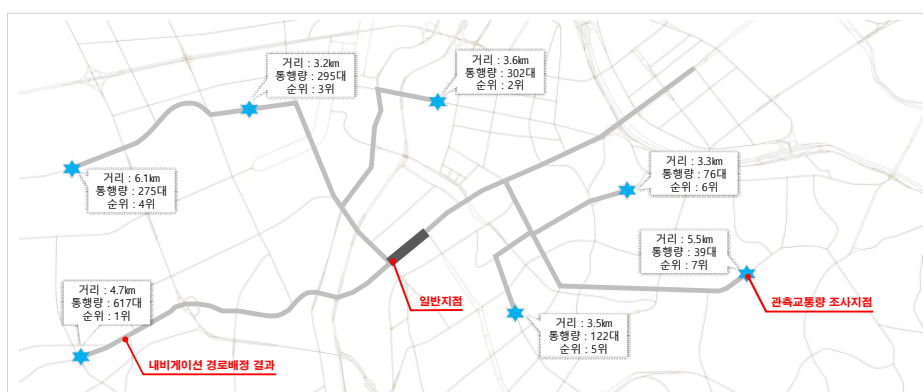 거리 : 3.2km
통행량 : 295대
순위 : 3위
거리 : 3.6km
통행량 : 302대
순위 : 2위
거리 : 6.1km
통행량 : 275대
순위 : 4위
거리 : 3.3km
통행량 : 76대
순위 : 6위
거리 : 5.5km
통행량 : 39대
순위 : 7위
거리 : 4.7km
통행량 : 617대
순위 : 1위
일반지점
관측교통량 조사지점
거리 : 3.5km
통행량 : 122대
순위 : 5위
내비게이션 경로배정 결과